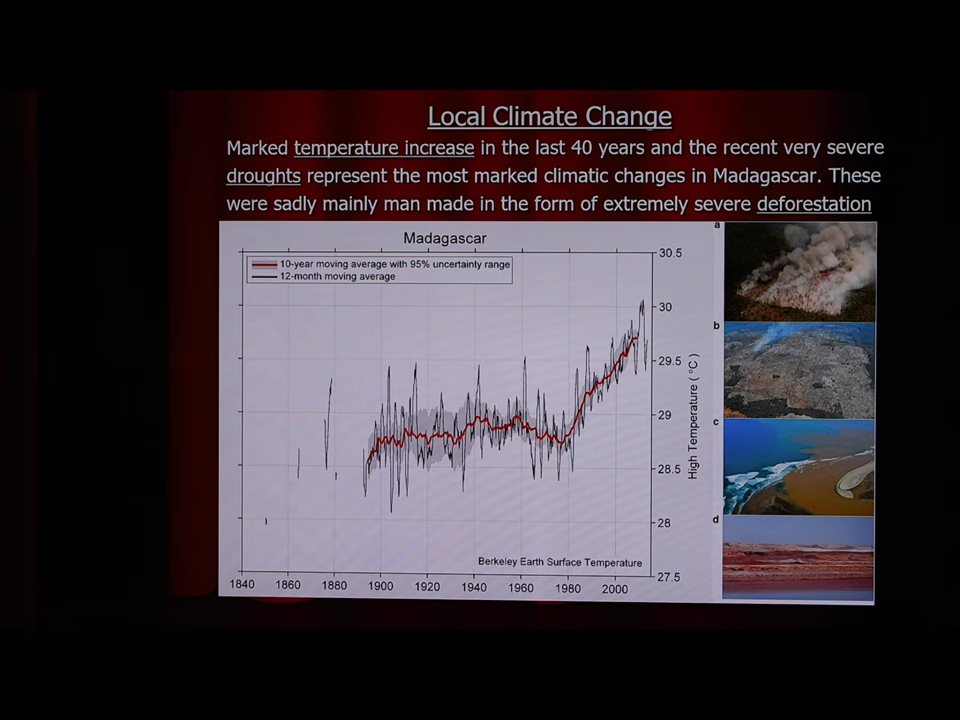 Local Climate Change
Marked temperature increase in the last 40 years and the recent very severe
droughts represent the most marked climatic changes in Madagascar. These
were sadly mainly man made in the form of extremely severe deforestation
Madagascar
10-year moving average with 95% uncertainty range
12-month moving average
30.5
30
29.5
29
28.5
28
27.5
High Temperature ( °C )
Berkeley Earth Surface Temperature
1840 1860 1880 1900 1920 1940 1960 1980 2000
a
b
c
d